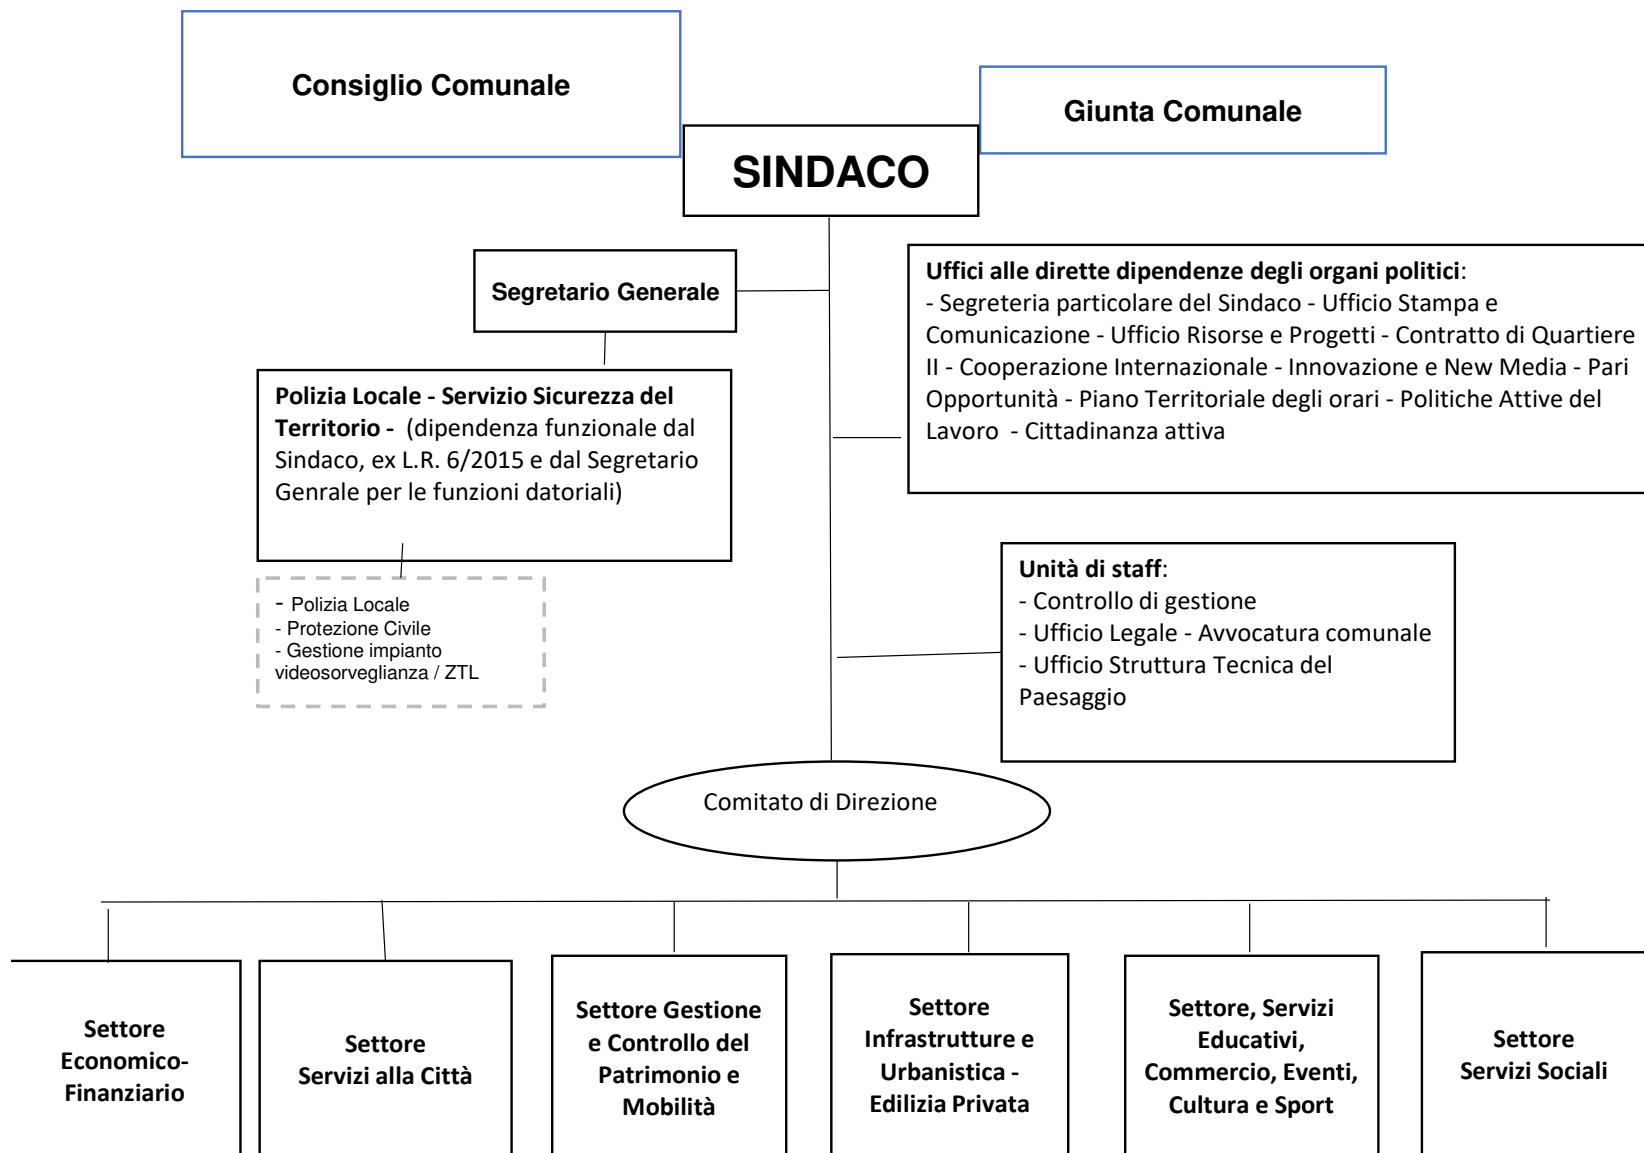 Consiglio Comunale
Giunta Comunale
SINDACO
Segretario Generale
Uffici alle dirette dipendenze degli organi politici:
- Segreteria particolare del Sindaco - Ufficio Stampa e
Comunicazione - Ufficio Risorse e Progetti - Contratto di Quartiere
II - Cooperazione Internazionale - Innovazione e New Media - Pari
Opportunità - Piano Territoriale degli orari - Politiche Attive del
Lavoro - Cittadinanza attiva
Polizia Locale - Servizio Sicurezza del
Territorio - (dipendenza funzionale dal
Sindaco, ex L.R. 6/2015 e dal Segretario
Genrale per le funzioni datoriali)
- Polizia Locale
- Protezione Civile
- Gestione impianto
videosorveglianza / ZTL
Unità di staff:
- Controllo di gestione
- Ufficio Legale - Avvocatura comunale
- Ufficio Struttura Tecnica del
Paesaggio
Comitato di Direzione
Settore
Economico-
Finanziario
Settore
Servizi alla Città
Settore Gestione
e Controllo del
Patrimonio e
Mobilità
Settore
Infrastrutture e
Urbanistica -
Edilizia Privata
Settore, Servizi
Educativi,
Commercio, Eventi,
Cultura e Sport
Settore
Servizi Sociali